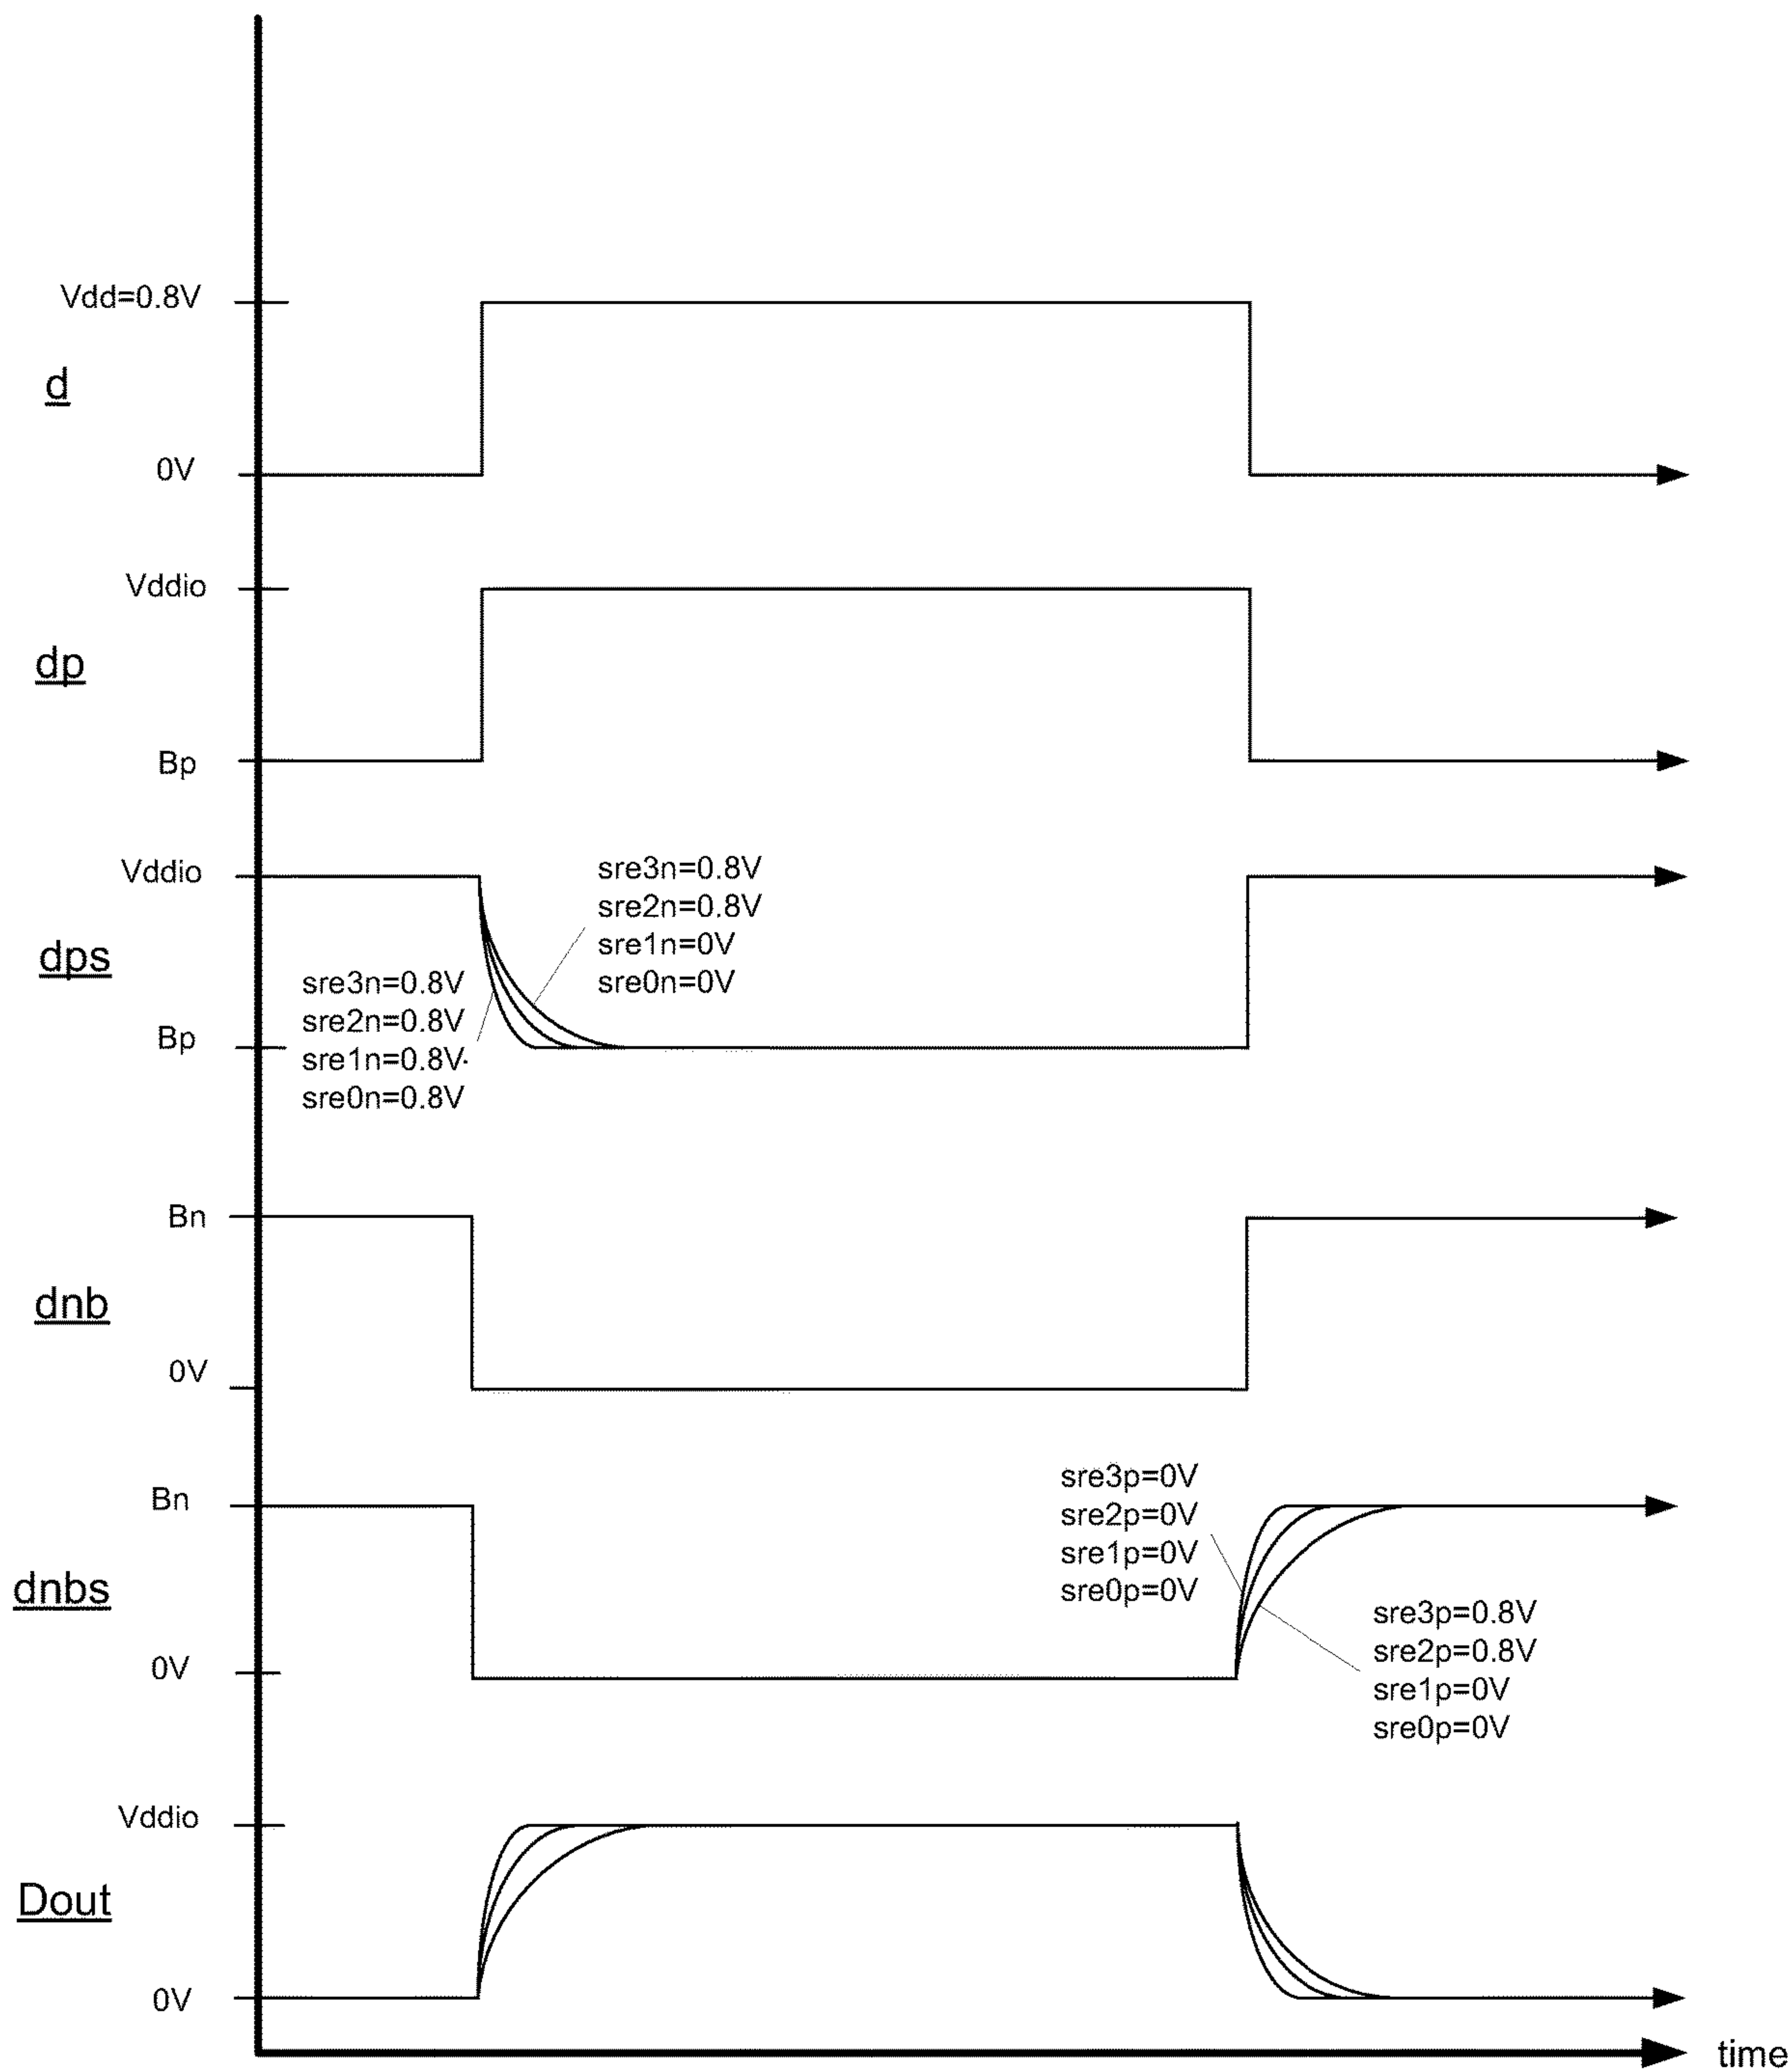 Vdd=0.8V
d
0V
Vddio
dp
Bp
Vddio
dps
Bp
sre3n=0.8V
sre2n=0.8V
sre1n=0V
sre0n=0V
sre3n=0.8V
sre2n=0.8V
sre1n=0.8V
sre0n=0.8V
Bn
dnb
0V
Bn
dnbs
0V
sre3p=0V
sre2p=0V
sre1p=0V
sre0p=0V
sre3p=0.8V
sre2p=0.8V
sre1p=0V
sre0p=0V
Vddio
Dout
0V
time